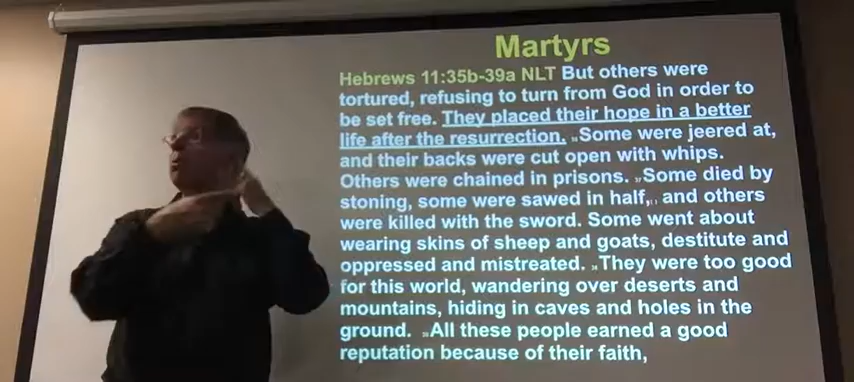 Martyrs
Hebrews 11:35b-39a NLT But others were
tortured, refusing to turn from God in order to
be set free. They placed their hope in a better
life after the resurrection. Some were jeered at,
and their backs were cut open with whips.
Others were chained in prisons. Some died by
stoning, some were sawed in half, and others
were killed with the sword. Some went about
wearing skins of sheep and goats, destitute and
oppressed and mistreated. They were too good
for this world, wandering over deserts and
mountains, hiding in caves and holes in the
ground. All these people earned a good
reputation because of their faith,